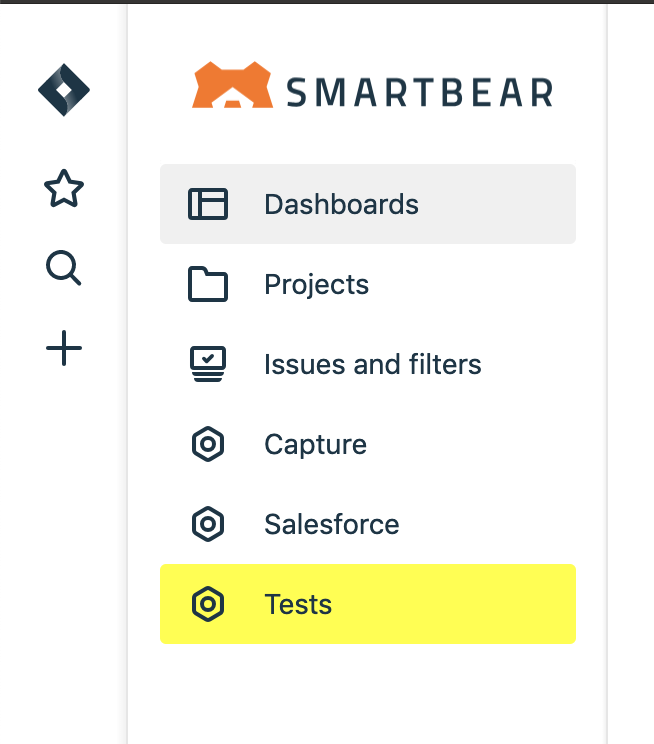 SMARTBEAR
Dashboards
Projects
Issues and filters
Capture
Salesforce
Tests